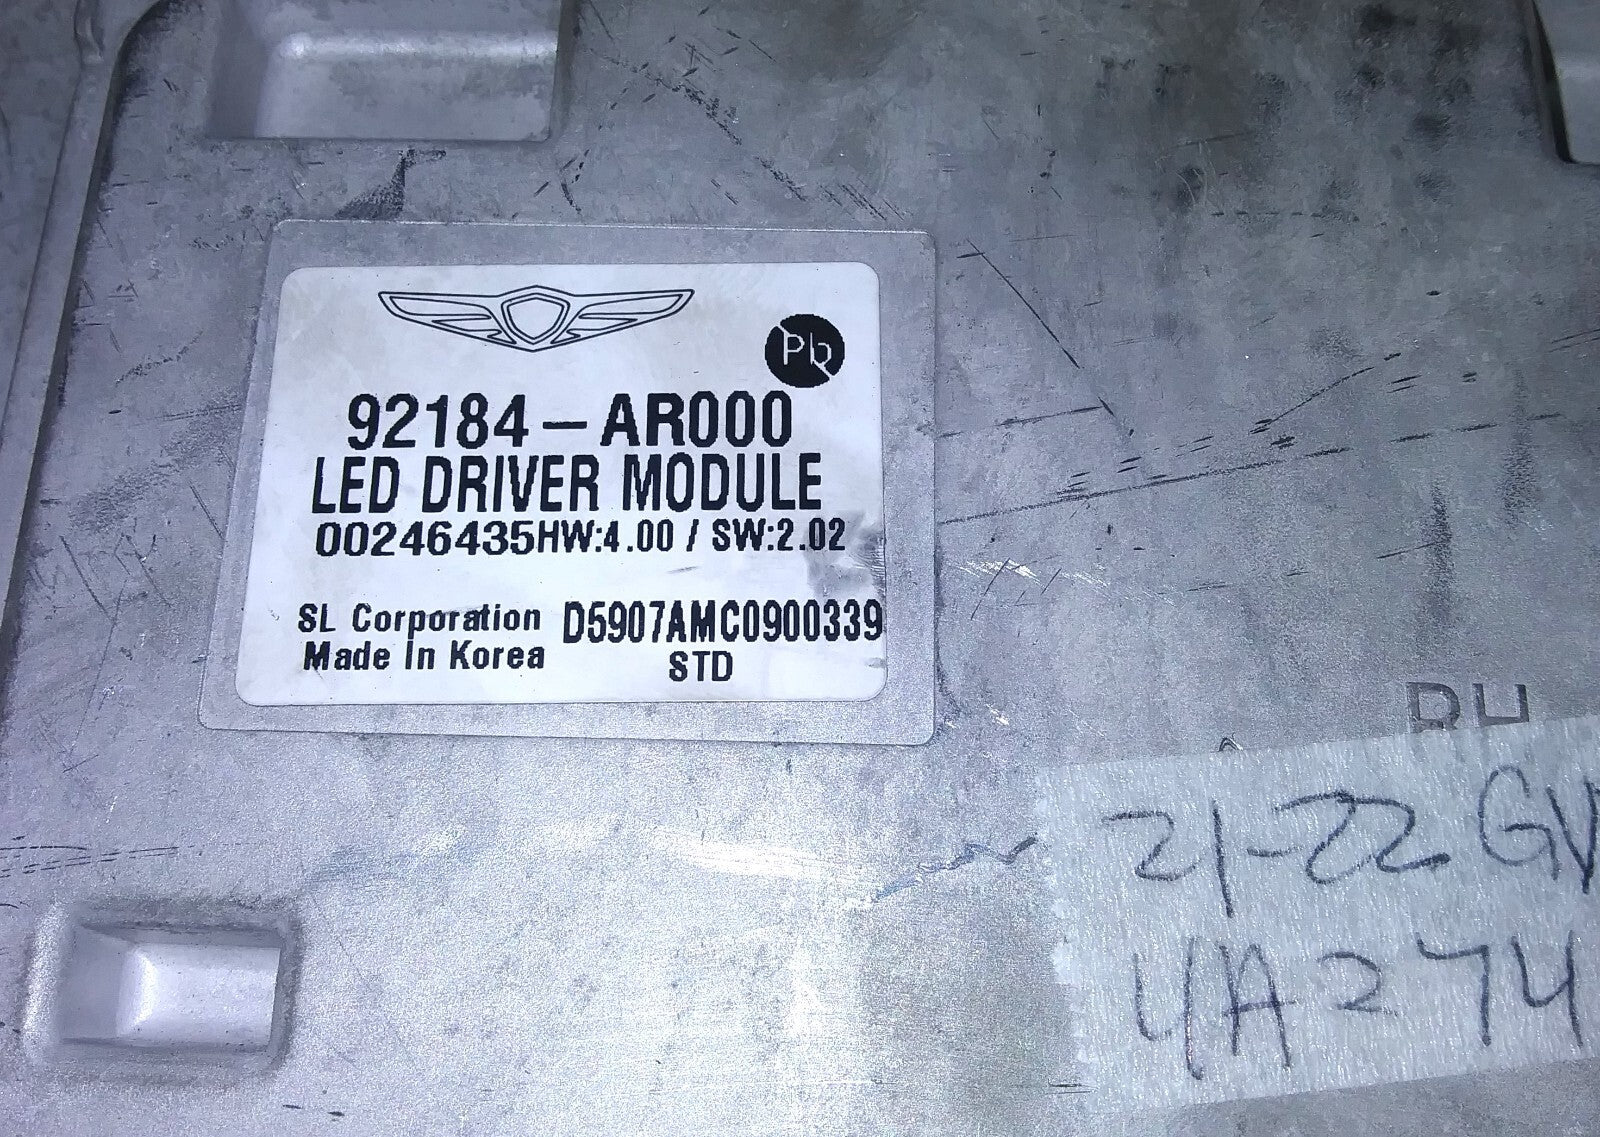 Pb
92184-AR000
LED DRIVER MODULE
00246435HW:4.00 / SW:2.02
SL Corporation D5907AMC0900339
Made In Korea STD
RH
21-22 GV
4A274